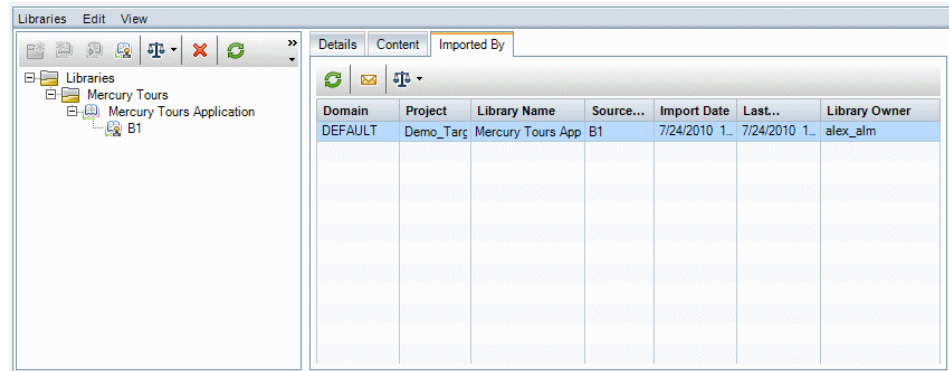 Libraries Edit View
Details Content Imported By
Libraries
Mercury Tours
Mercury Tours Application
B1
Domain Project Library Name Source... Import Date Last... Library Owner
DEFAULT Demo_Targ Mercury Tours App B1 7/24/2010 1... 7/24/2010 1... alex_alm